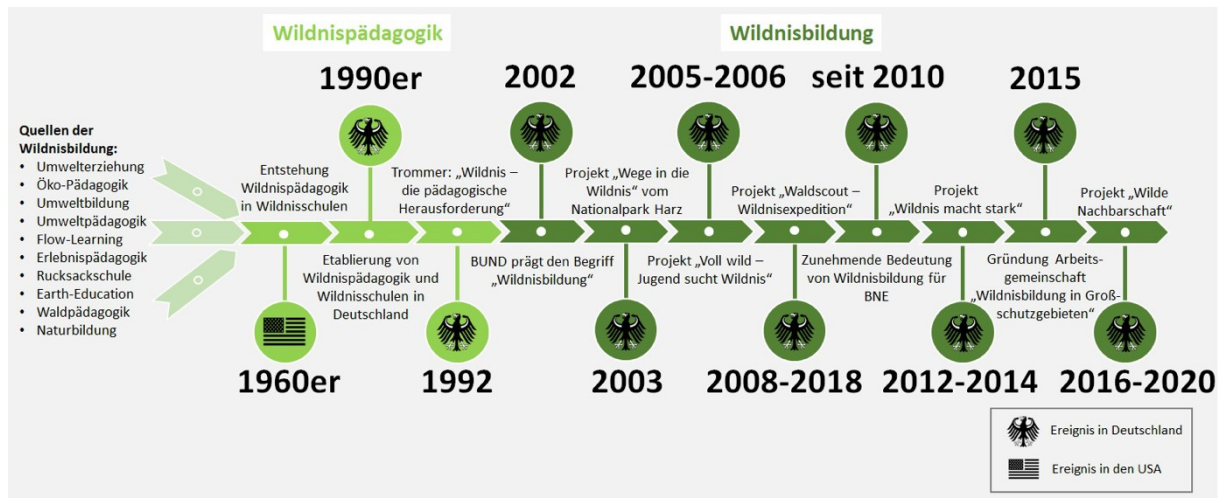 Wildnispädagogik
Wildnisbildung
1990er
2002
2005-2006
seit 2010
2015
Quellen der
Wildnisbildung:
• Umwelterziehung
• Öko-Pädagogik
• Umweltbildung
• Umweltpädagogik
• Flow-Learning
• Erlebnispädagogik
• Rucksackschule
• Earth-Education
• Waldpädagogik
• Naturbildung
Entstehung
Wildnispädagogik
in Wildnisschulen
Trommer: „Wildnis –
die pädagogische
Herausforderung“
Projekt „Wege in die
Wildnis“ vom
Nationalpark Harz
Projekt „Waldscout –
Wildnisexpedition“
Projekt
„Wildnis macht stark“
Projekt „Wilde
Nachbarschaft“
Etablierung von
Wildnispädagogik und
Wildnisschulen in
Deutschland
BUND prägt den Begriff
„Wildnisbildung“
Projekt „Voll wild –
Jugend sucht Wildnis“
Zunehmende Bedeutung
von Wildnisbildung für
BNE
Gründung Arbeits-
gemeinschaft
„Wildnisbildung in Groß-
schutzgebieten“
1960er
1992
2003
2008-2018
2012-2014
2016-2020
Ereignis in Deutschland
Ereignis in den USA